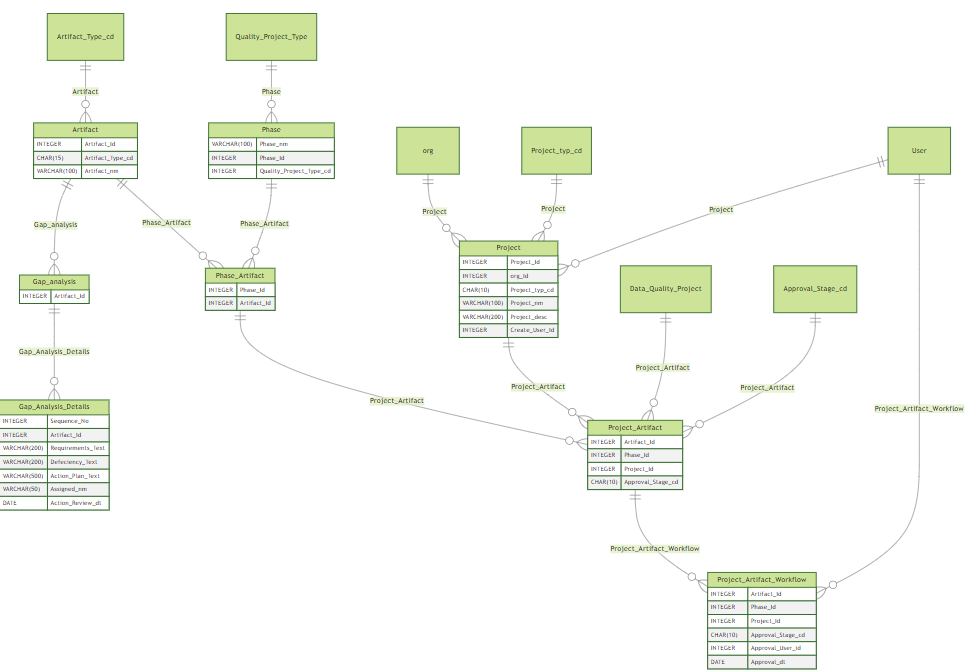 Artifact_Type_cd
Quality_Project_Type
Artifact
Phase
Artifact
INTEGER Artifact_Id
CHAR(15) Artifact_Type_cd
VARCHAR(100) Artifact_nm
Phase
VARCHAR(100) Phase_nm
INTEGER Phase_Id
INTEGER Quality_Project_Type_cd
org
Project_typ_cd
User
Gap_analysis
Phase_Artifact
Phase_Artifact
Project
Project
Project
Gap_analysis
INTEGER Artifact_Id
Phase_Artifact
INTEGER Phase_Id
INTEGER Artifact_Id
Project
INTEGER Project_Id
INTEGER org_Id
CHAR(10) Project_typ_cd
VARCHAR(100) Project_nm
VARCHAR(200) Project_desc
INTEGER Create_User_Id
Data_Quality_Project
Approval_Stage_cd
Gap_Analysis_Details
Project_Artifact
Project_Artifact
Project_Artifact
Project_Artifact
Project_Artifact_Workflow
Gap_Analysis_Details
INTEGER Sequence_No
INTEGER Artifact_Id
VARCHAR(200) Requirements_Text
VARCHAR(200) Defeciency_Text
VARCHAR(500) Action_Plan_Text
VARCHAR(50) Assigned_nm
DATE Action_Review_dt
Project_Artifact
INTEGER Artifact_Id
INTEGER Phase_Id
INTEGER Project_Id
CHAR(10) Approval_Stage_cd
Project_Artifact_Workflow
Project_Artifact_Workflow
INTEGER Artifact_Id
INTEGER Phase_Id
INTEGER Project_Id
CHAR(10) Approval_Stage_cd
INTEGER Approval_User_id
DATE Approval_dt